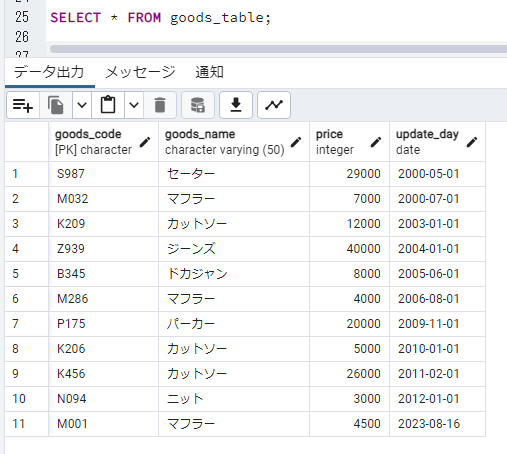 25 SELECT * FROM goods_table;
26
データ出力 メッセージ 通知
goods_code goods_name price update_day
[PK] character character varying (50) integer date
1 S987 セーター 29000 2000-05-01
2 M032 マフラー 7000 2000-07-01
3 K209 カットソー 12000 2003-01-01
4 Z939 ジーンズ 40000 2004-01-01
5 B345 ドカジャン 8000 2005-06-01
6 M286 マフラー 4000 2006-08-01
7 P175 パーカー 20000 2009-11-01
8 K206 カットソー 5000 2010-01-01
9 K456 カットソー 26000 2011-02-01
10 N094 ニット 3000 2012-01-01
11 M001 マフラー 4500 2023-08-16